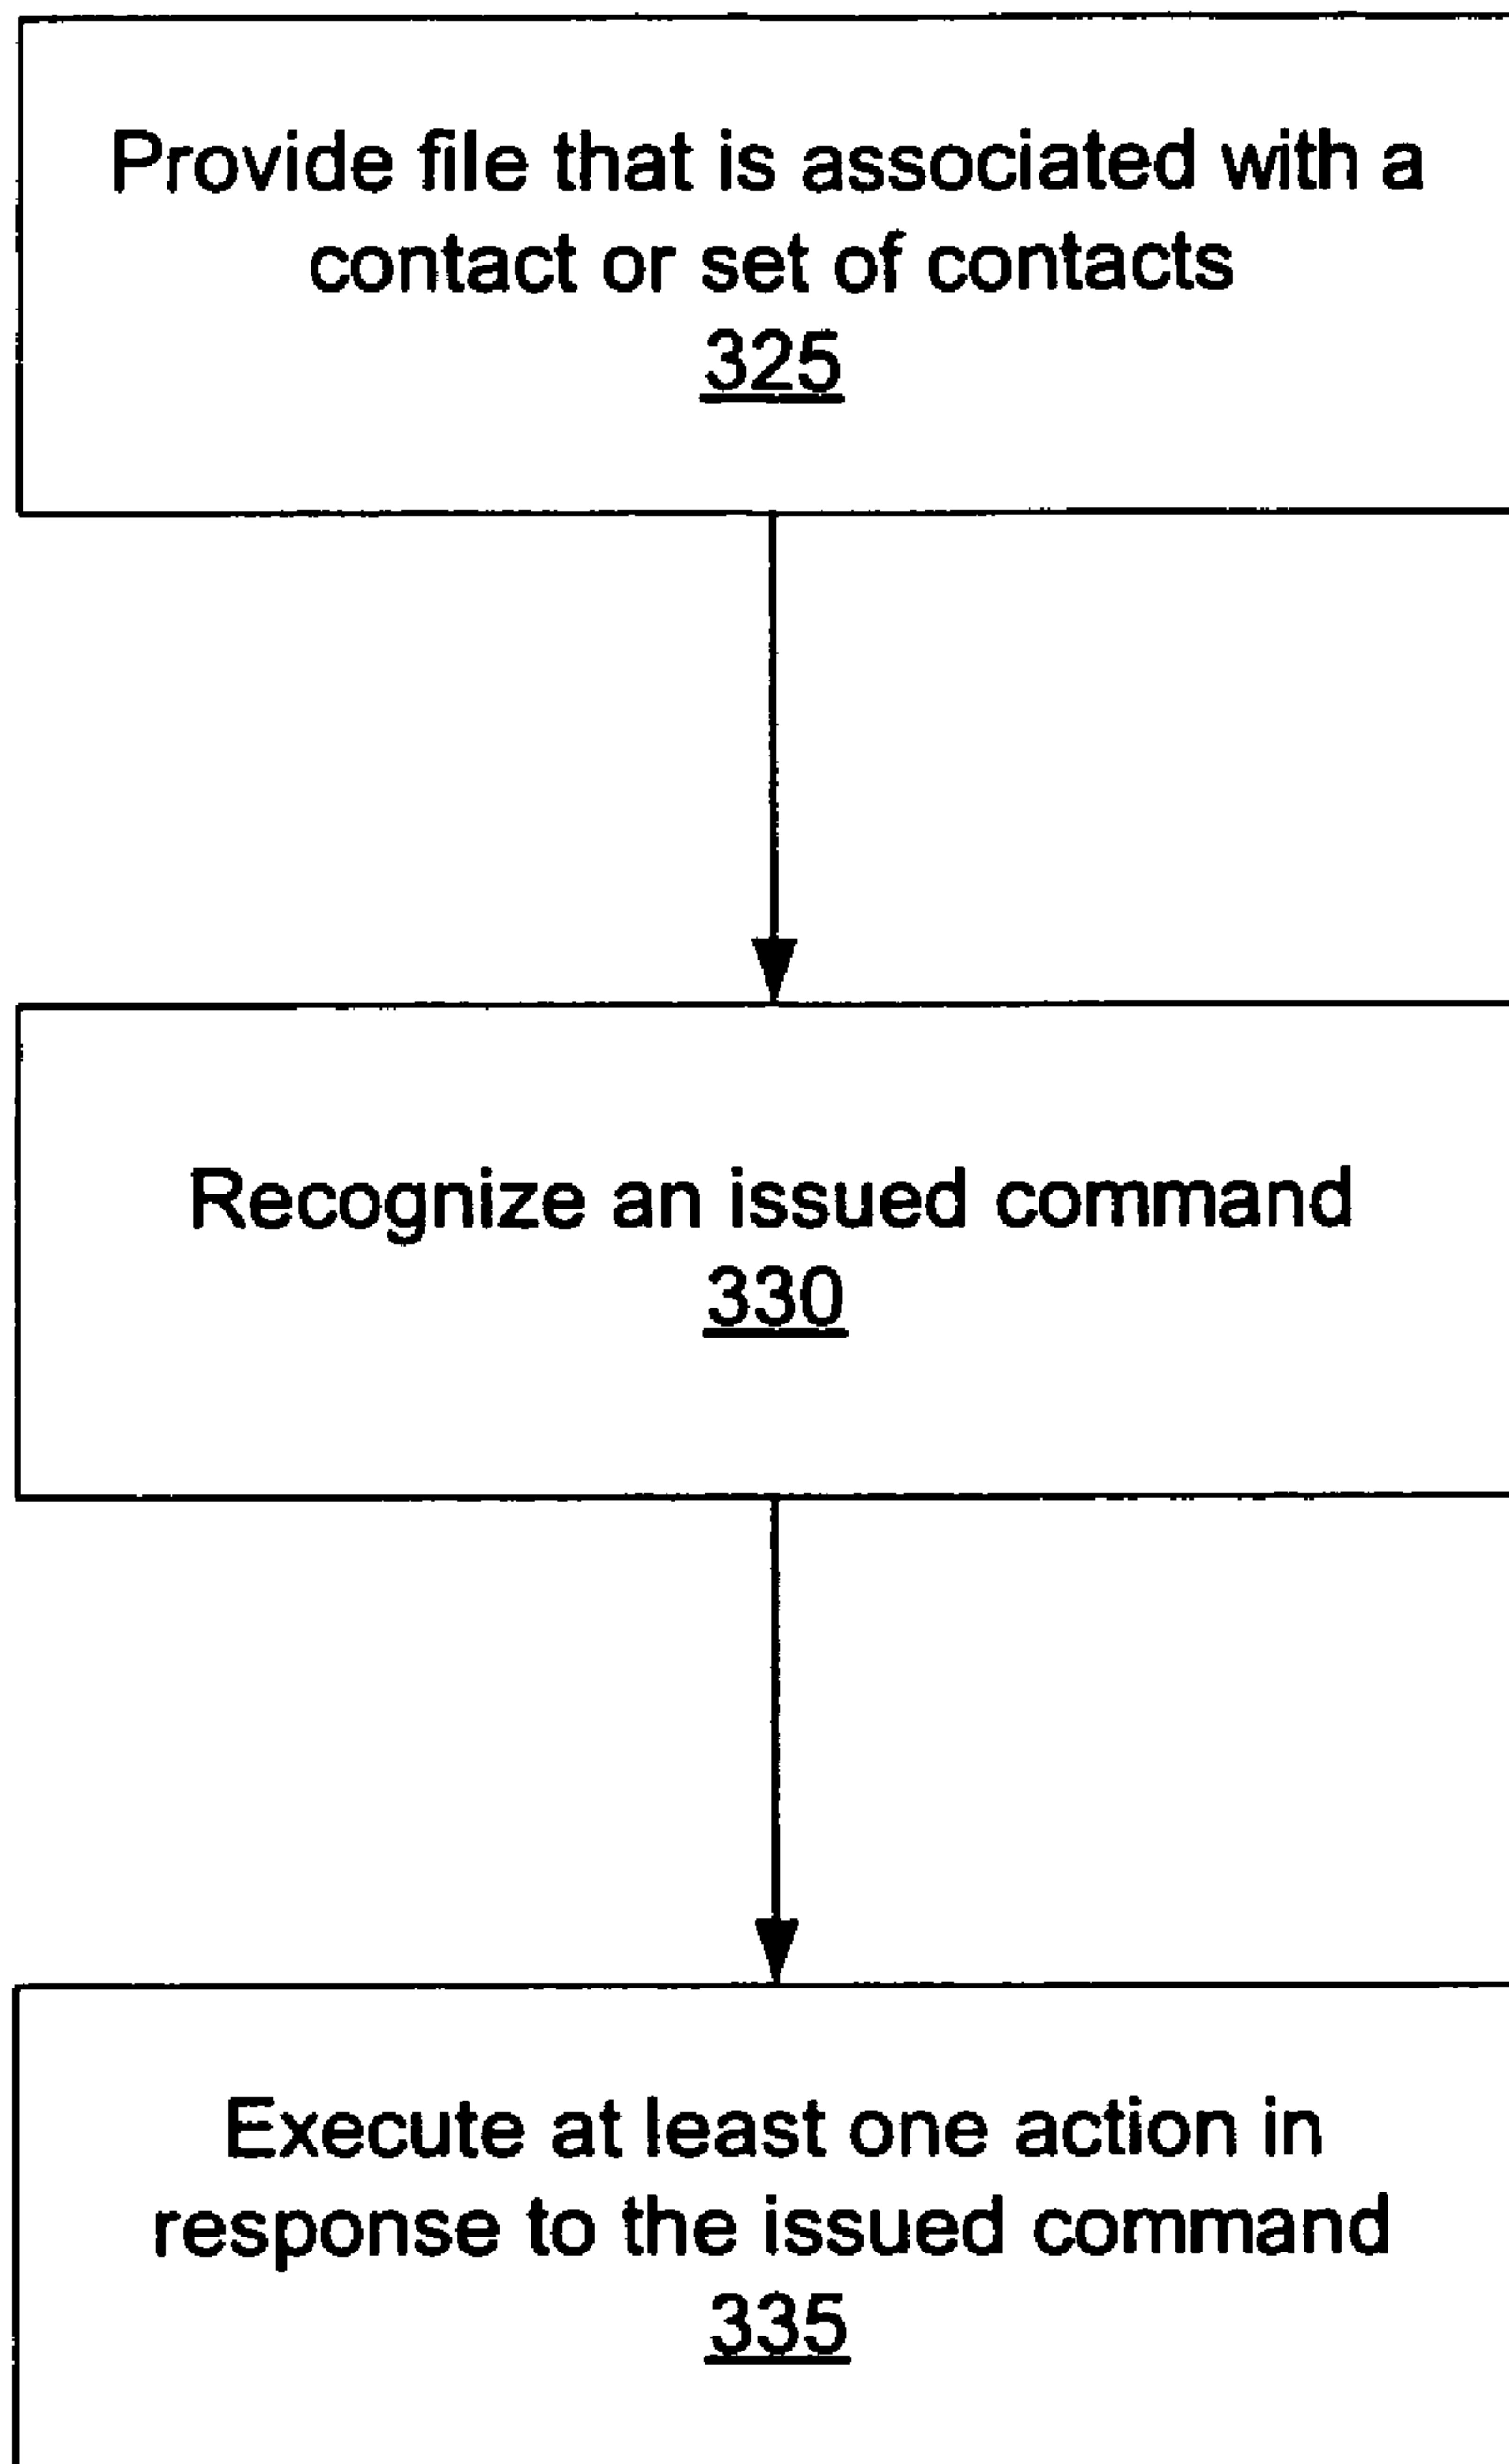 Provide file that is associated with a
contact or set of contacts
325
Recognize an issued command
330
Execute at least one action in
response to the issued command
335